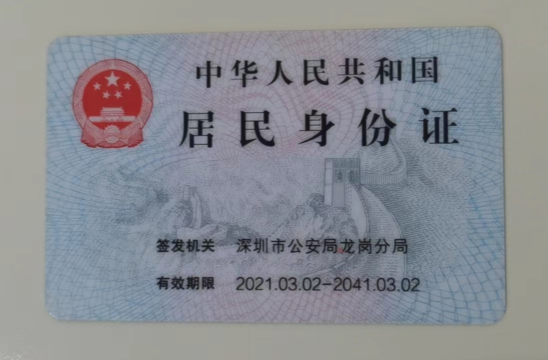 中华人民共和国
居民身份证
签发机关 深圳市公安局龙岗分局
有效期限 2021.03.02-2041.03.02